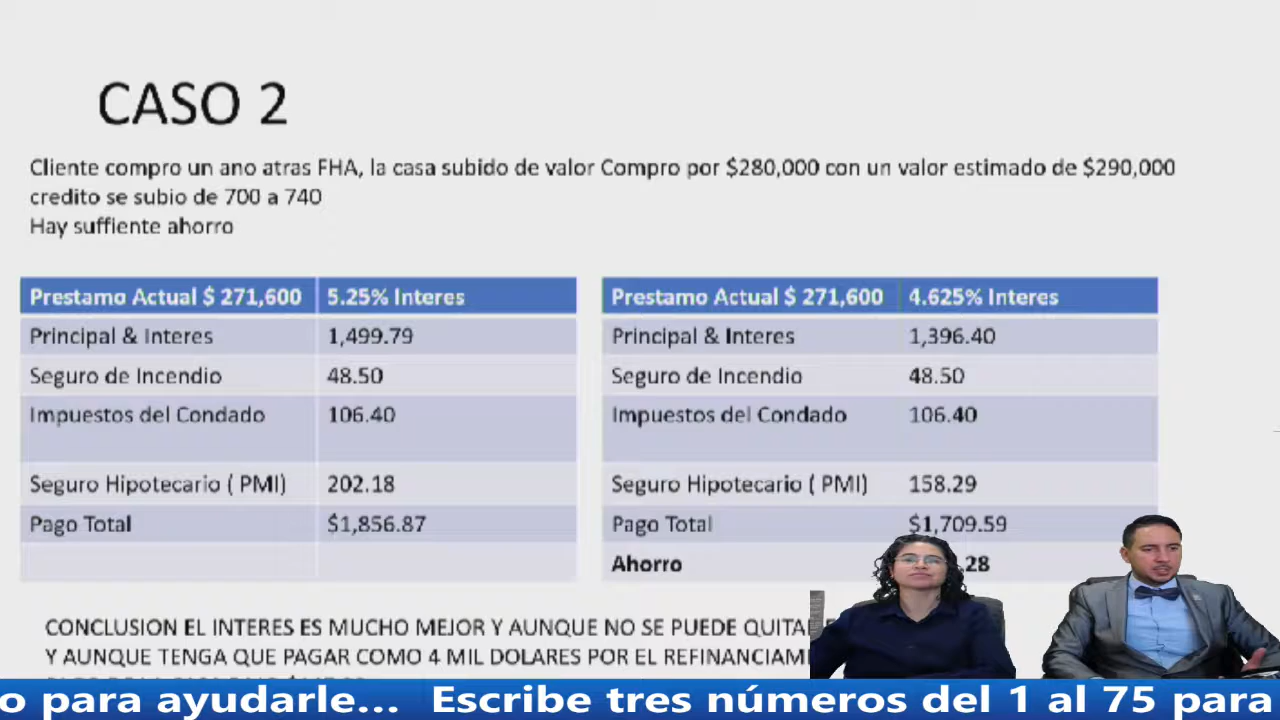 CASO 2
Cliente compro un ano atras FHA, la casa subido de valor Compro por $280,000 con un valor estimado de $290,000
credito se subio de 700 a 740
Hay suffiente ahorro
Prestamo Actual $ 271,600 5.25% Interes
Principal & Interes 1,499.79
Seguro de Incendio 48.50
Impuestos del Condado 106.40
Seguro Hipotecario ( PMI) 202.18
Pago Total $1,856.87
Prestamo Actual $ 271,600 4.625% Interes
Principal & Interes 1,396.40
Seguro de Incendio 48.50
Impuestos del Condado 106.40
Seguro Hipotecario ( PMI) 158.29
Pago Total $1,709.59
Ahorro .28
CONCLUSION EL INTERES ES MUCHO MEJOR Y AUNQUE NO SE PUEDE QUITAR
Y AUNQUE TENGA QUE PAGAR COMO 4 MIL DOLARES POR EL
o para ayudarle... Escribe tres números del 1 al 75 para